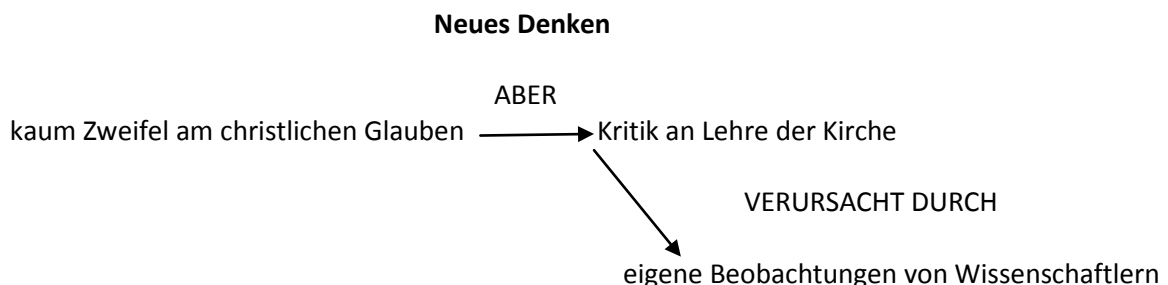 Neues Denken
ABER
kaum Zweifel am christlichen Glauben
Kritik an Lehre der Kirche
VERURSACHT DURCH
eigene Beobachtungen von Wissenschaftlern